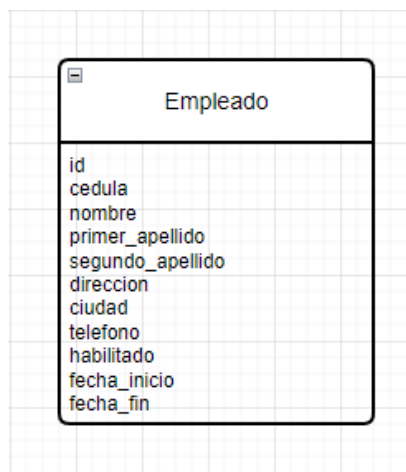 Empleado
id
cedula
nombre
primer_apellido
segundo_apellido
direccion
ciudad
telefono
habilitado
fecha_inicio
fecha_fin